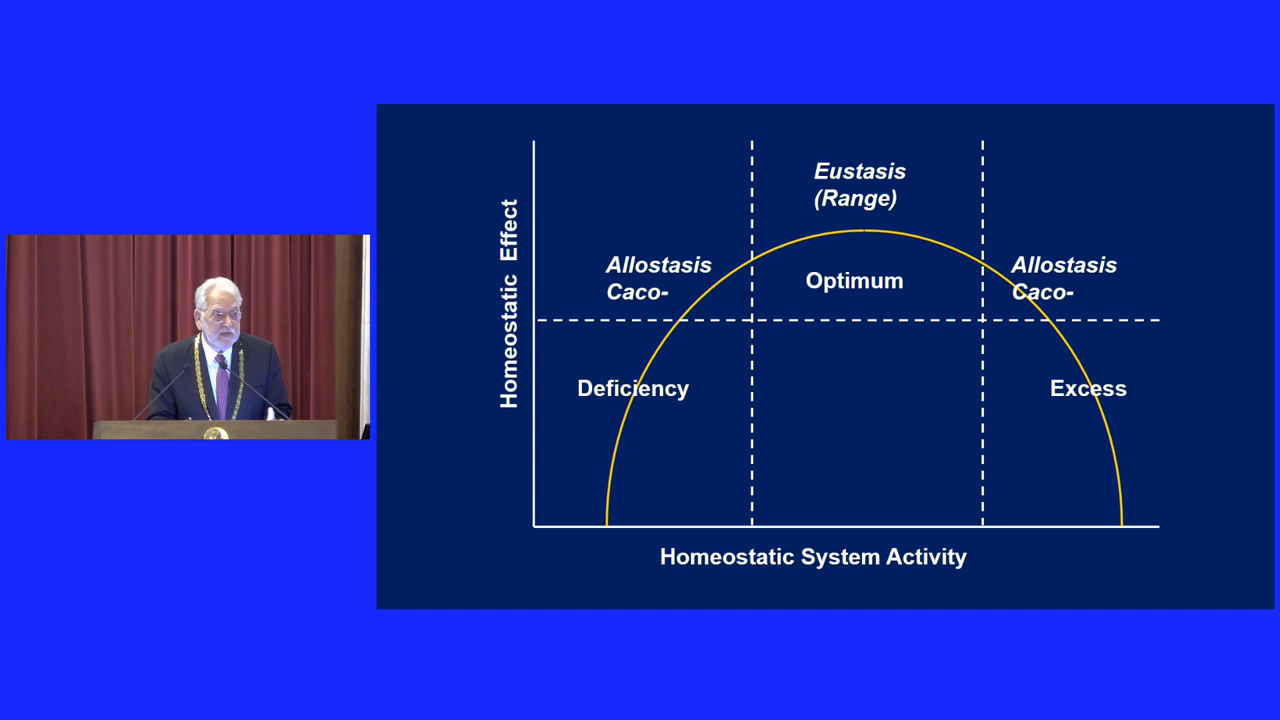 Eustasis
(Range)
Allostasis
Caco-
Optimum
Allostasis
Caco-
Deficiency
Excess
Homeostatic Effect
Homeostatic System Activity